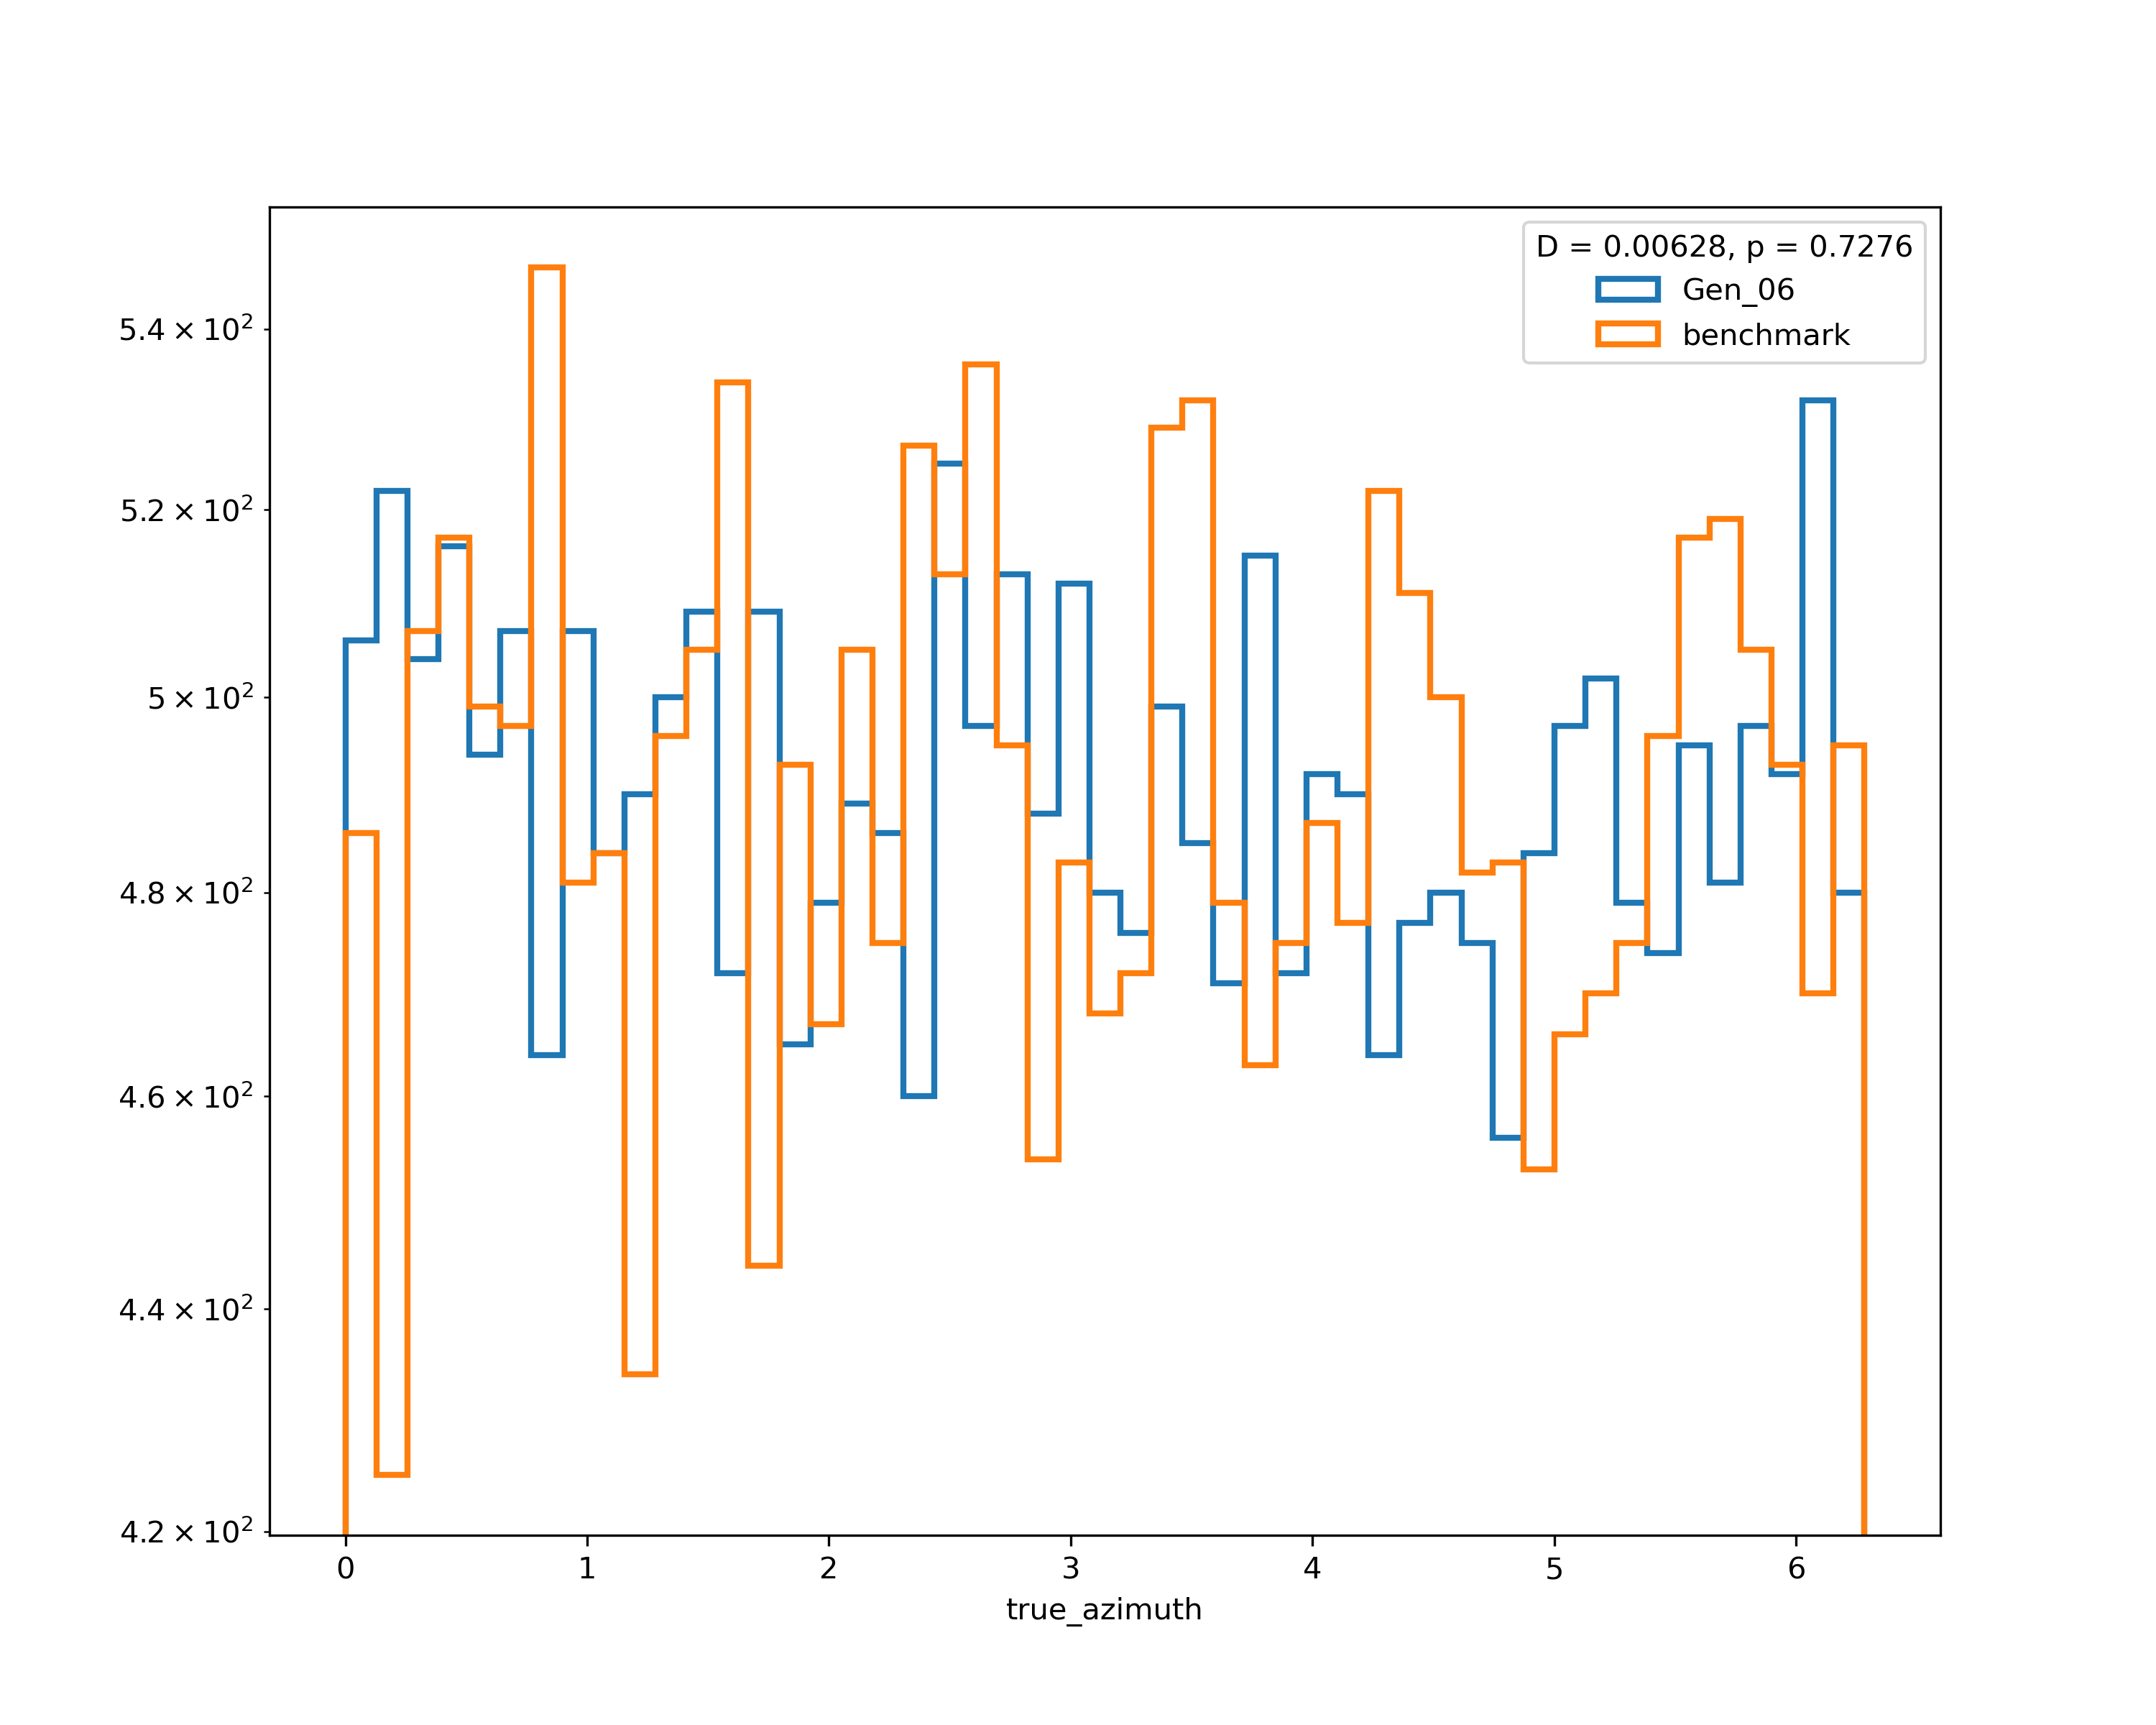 D = 0.00628, p = 0.7276
Gen_06
benchmark
5.4 × 10²
5.2 × 10²
5 × 10²
4.8 × 10²
4.6 × 10²
4.4 × 10²
4.2 × 10²
0 1 2 3 4 5 6
true_azimuth